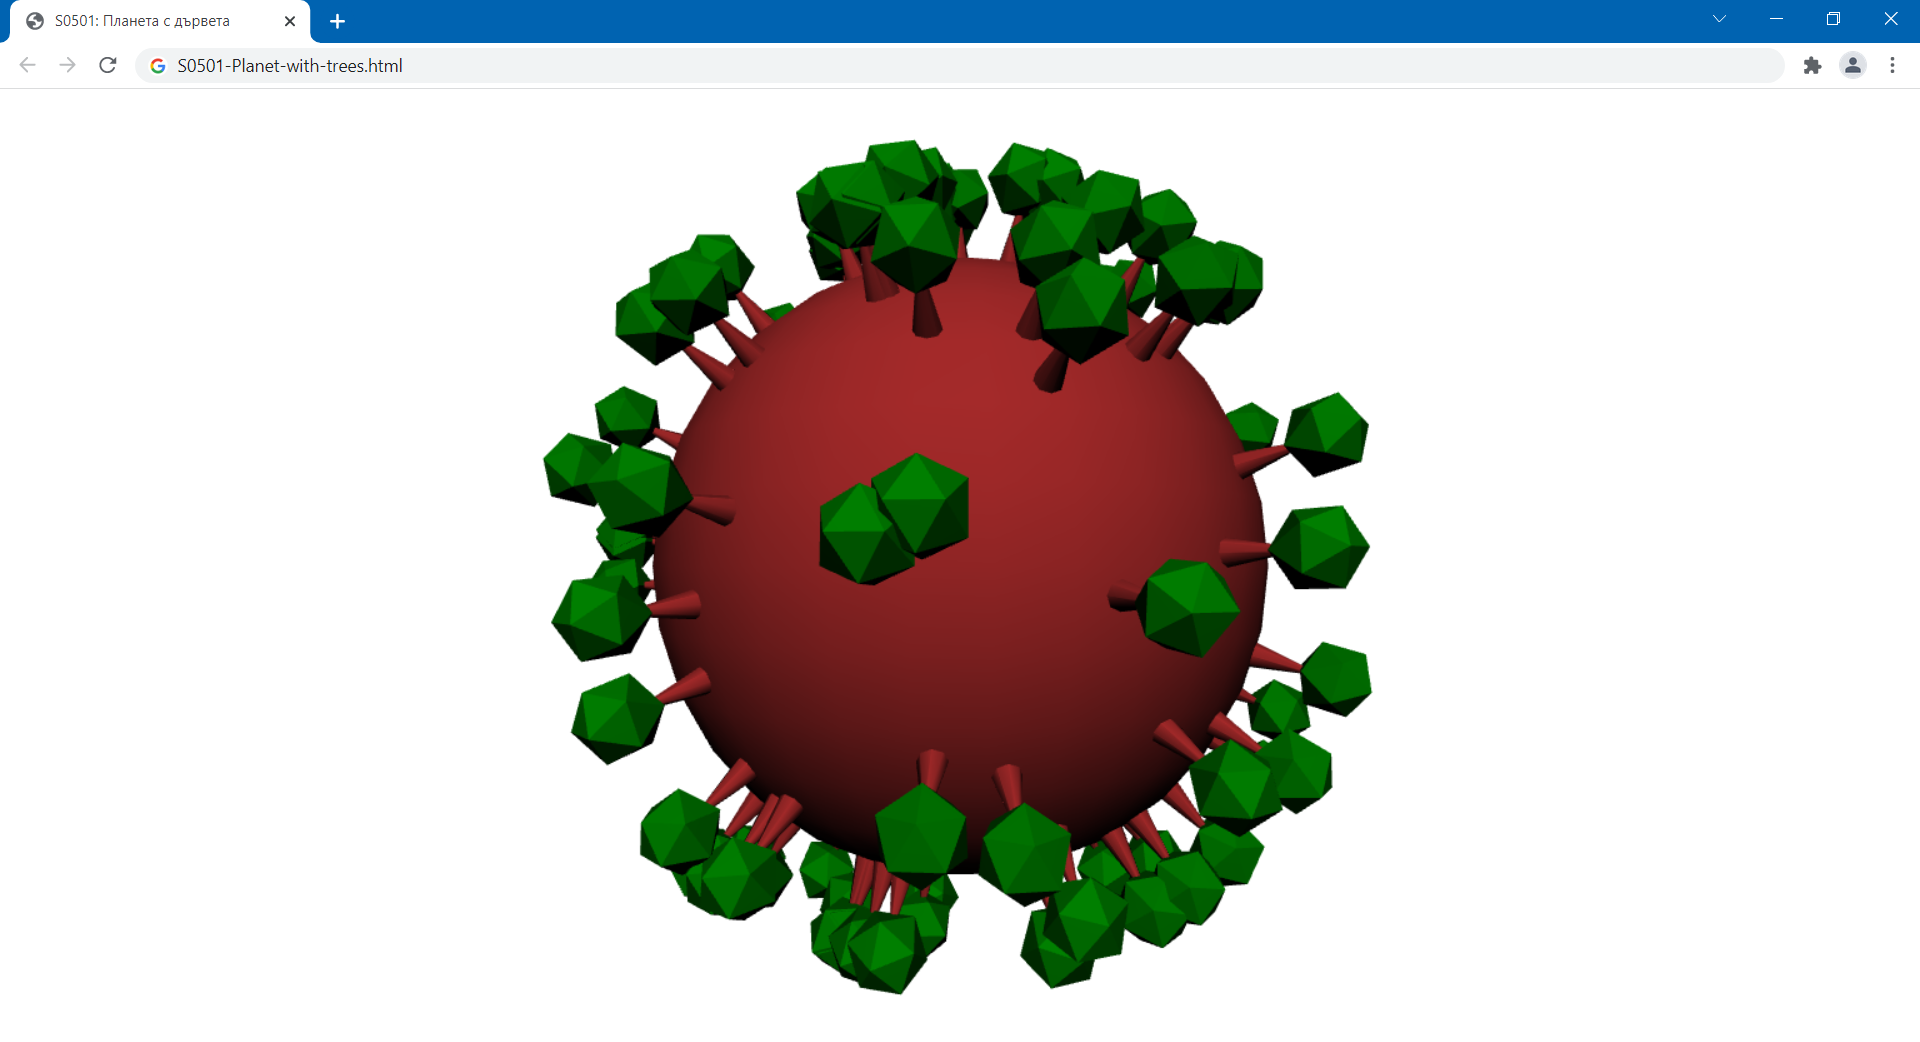 S0501: Планета с дървета
S0501-Planet-with-trees.html